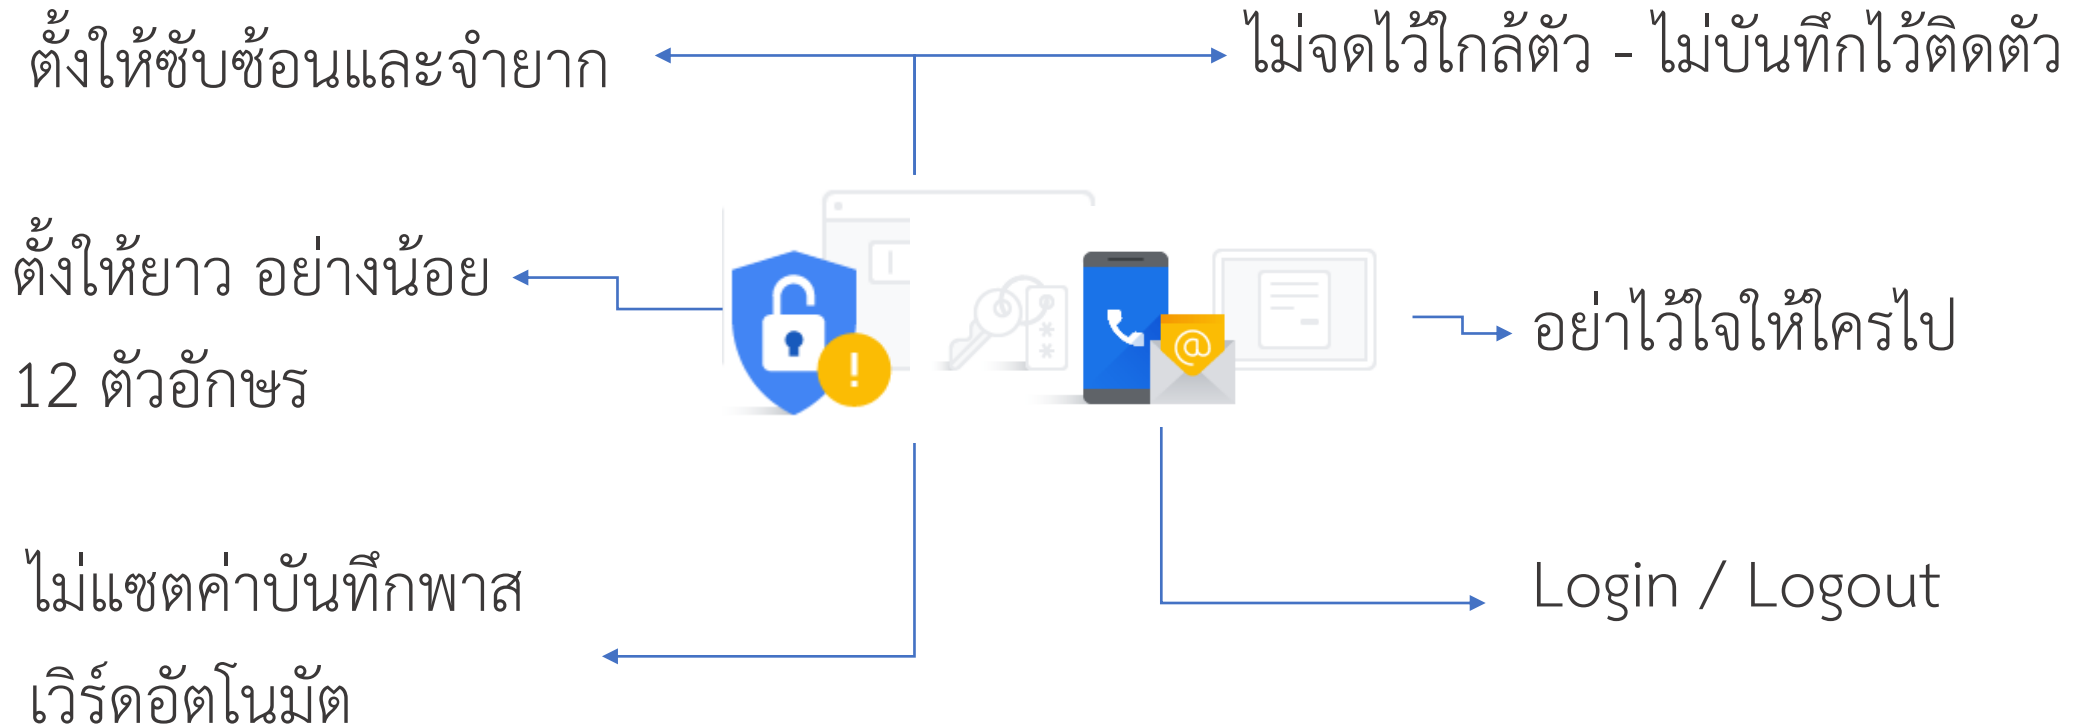 ตั้งให้ซับซ้อนและจำยาก
ไม่จดไว้ใกล้ตัว - ไม่บันทึกไว้ติดตัว
ตั้งให้ยาว อย่างน้อย
12 ตัวอักษร
อย่าไว้ใจให้ใครไป
ไม่แซตค่าบันทึกพาส
เวิร์ดอัตโนมัต
Login / Logout